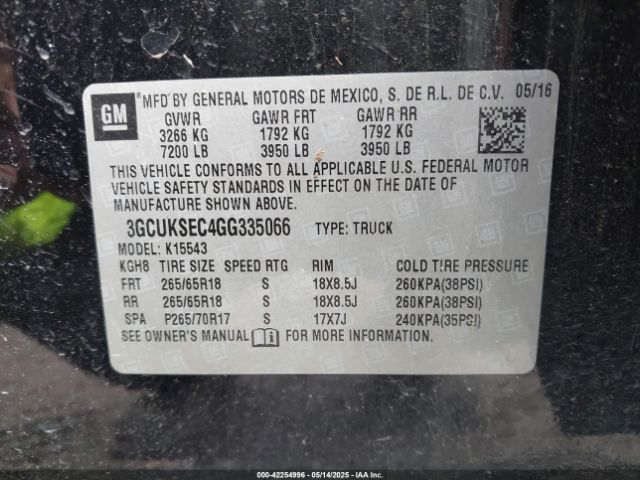 GM ® MFD BY GENERAL MOTORS DE MEXICO, S. DE R.L. DE C.V. 05/16
GVWR GAWR FRT GAWR RR
3266 KG 1792 KG 1792 KG
7200 LB 3950 LB 3950 LB
THIS VEHICLE CONFORMS TO ALL APPLICABLE U.S. FEDERAL MOTOR
VEHICLE SAFETY STANDARDS IN EFFECT ON THE DATE OF
MANUFACTURE SHOWN ABOVE.
3GCUKSEC4GG335066 TYPE: TRUCK
MODEL: K15543
KGH8 TIRE SIZE SPEED RTG RIM COLD TIRE PRESSURE
FRT 265/65R18 S 18X8.5J 260KPA(38PSI)
RR 265/65R18 S 18X8.5J 260KPA(38PSI)
SPA P265/70R17 S 17X7J 240KPA(35PSI)
SEE OWNER'S MANUAL i FOR MORE INFORMATION.
000-42254996 — 05/14/2025 — IAAI, Inc.